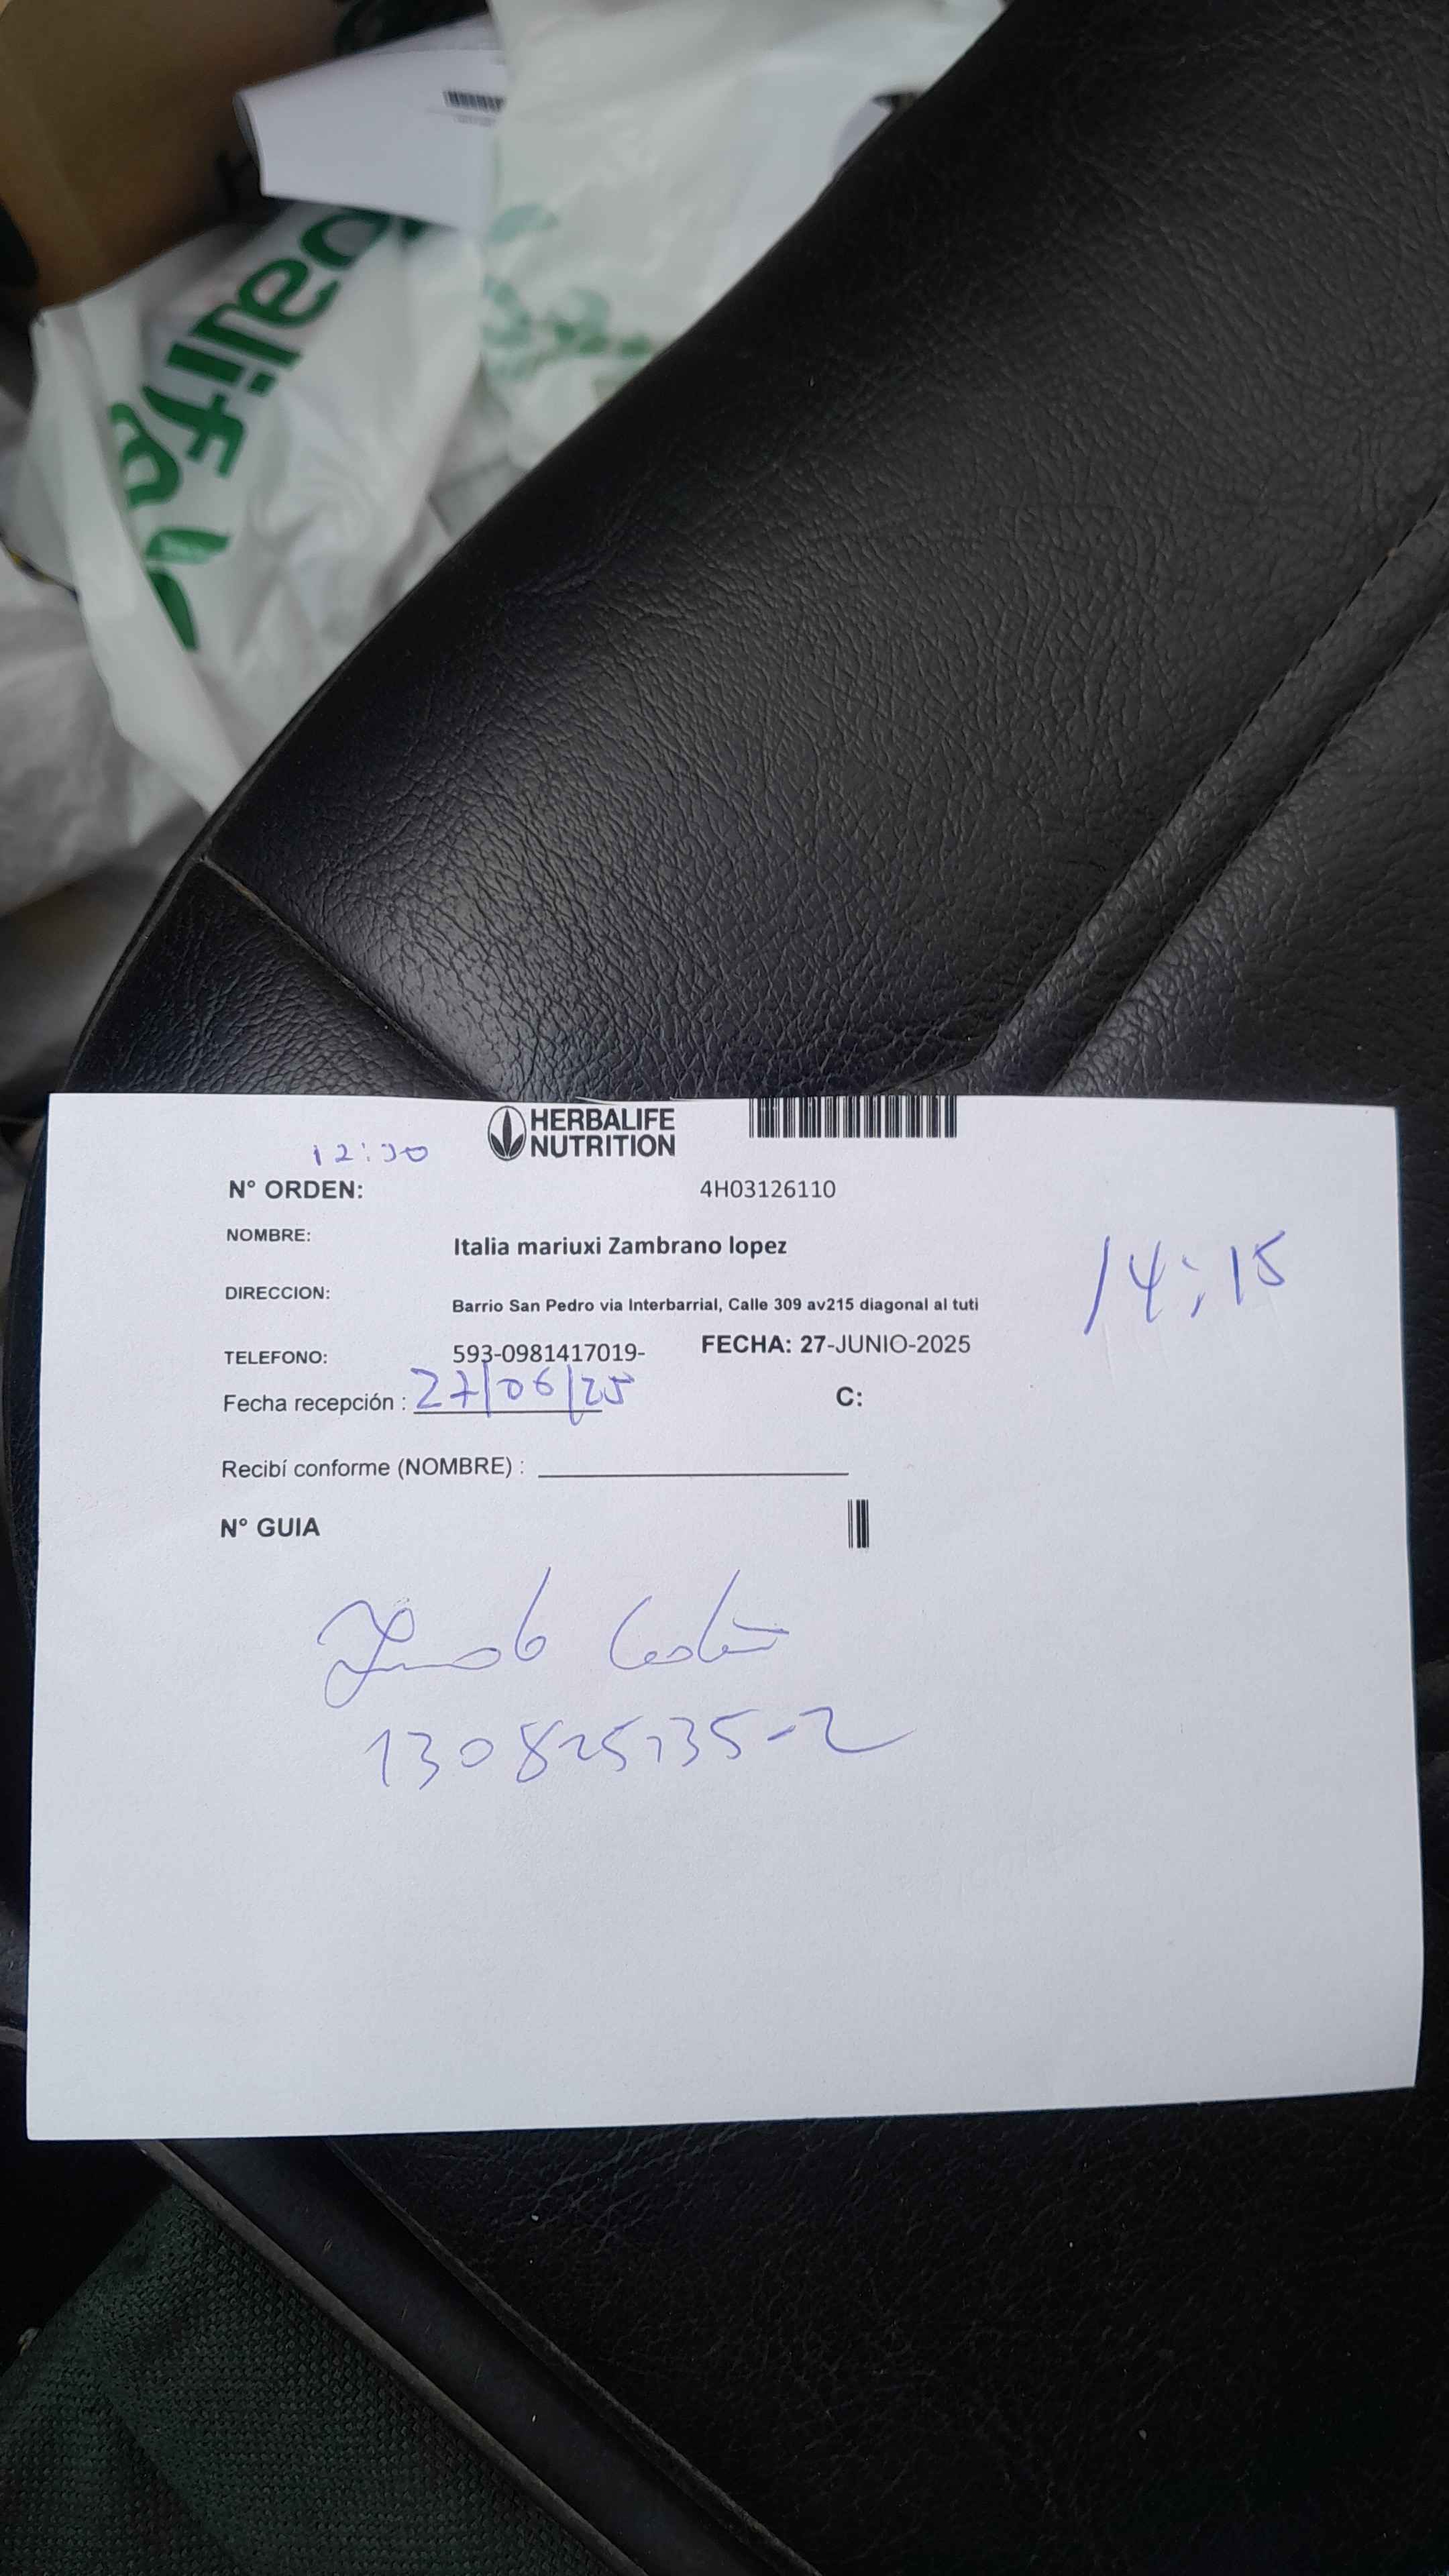 balife
HERBALIFE
NUTRITION
12:30
N° ORDEN: 4H03126110
NOMBRE: Italia mariuxi Zambrano lopez
14:15
DIRECCION: Barrio San Pedro via Interbarrial, Calle 309 av215 diagonal al tuti
TELEFONO: 593-0981417019- FECHA: 27-JUNIO-2025
Fecha recepción : 27/06/25 C:
Recibí conforme (NOMBRE) :
N° GUIA